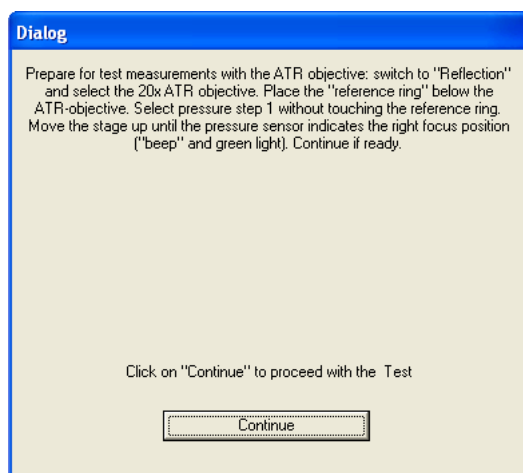 Dialog
Prepare for test measurements with the ATR objective: switch to "Reflection"
and select the 20x ATR objective. Place the "reference ring" below the
ATR-objective. Select pressure step 1 without touching the reference ring.
Move the stage up until the pressure sensor indicates the right focus position
("beep" and green light). Continue if ready.
Click on "Continue" to proceed with the Test
Continue